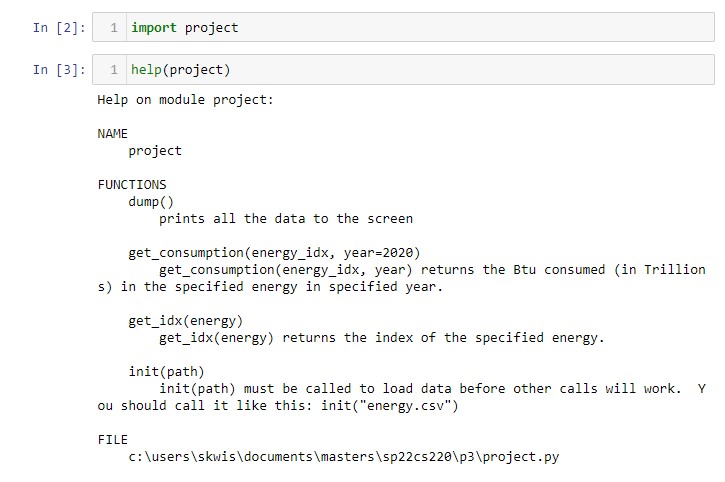 In [2]: 1 import project
In [3]: 1 help(project)
Help on module project:
NAME
project
FUNCTIONS
dump()
prints all the data to the screen
get_consumption(energy_idx, year=2020)
get_consumption(energy_idx, year) returns the Btu consumed (in Trillion
s) in the specified energy in specified year.
get_idx(energy)
get_idx(energy) returns the index of the specified energy.
init(path)
init(path) must be called to load data before other calls will work.  Y
ou should call it like this: init("energy.csv")
FILE
c:\users\skwis\documents\masters\sp22cs220\p3\project.py